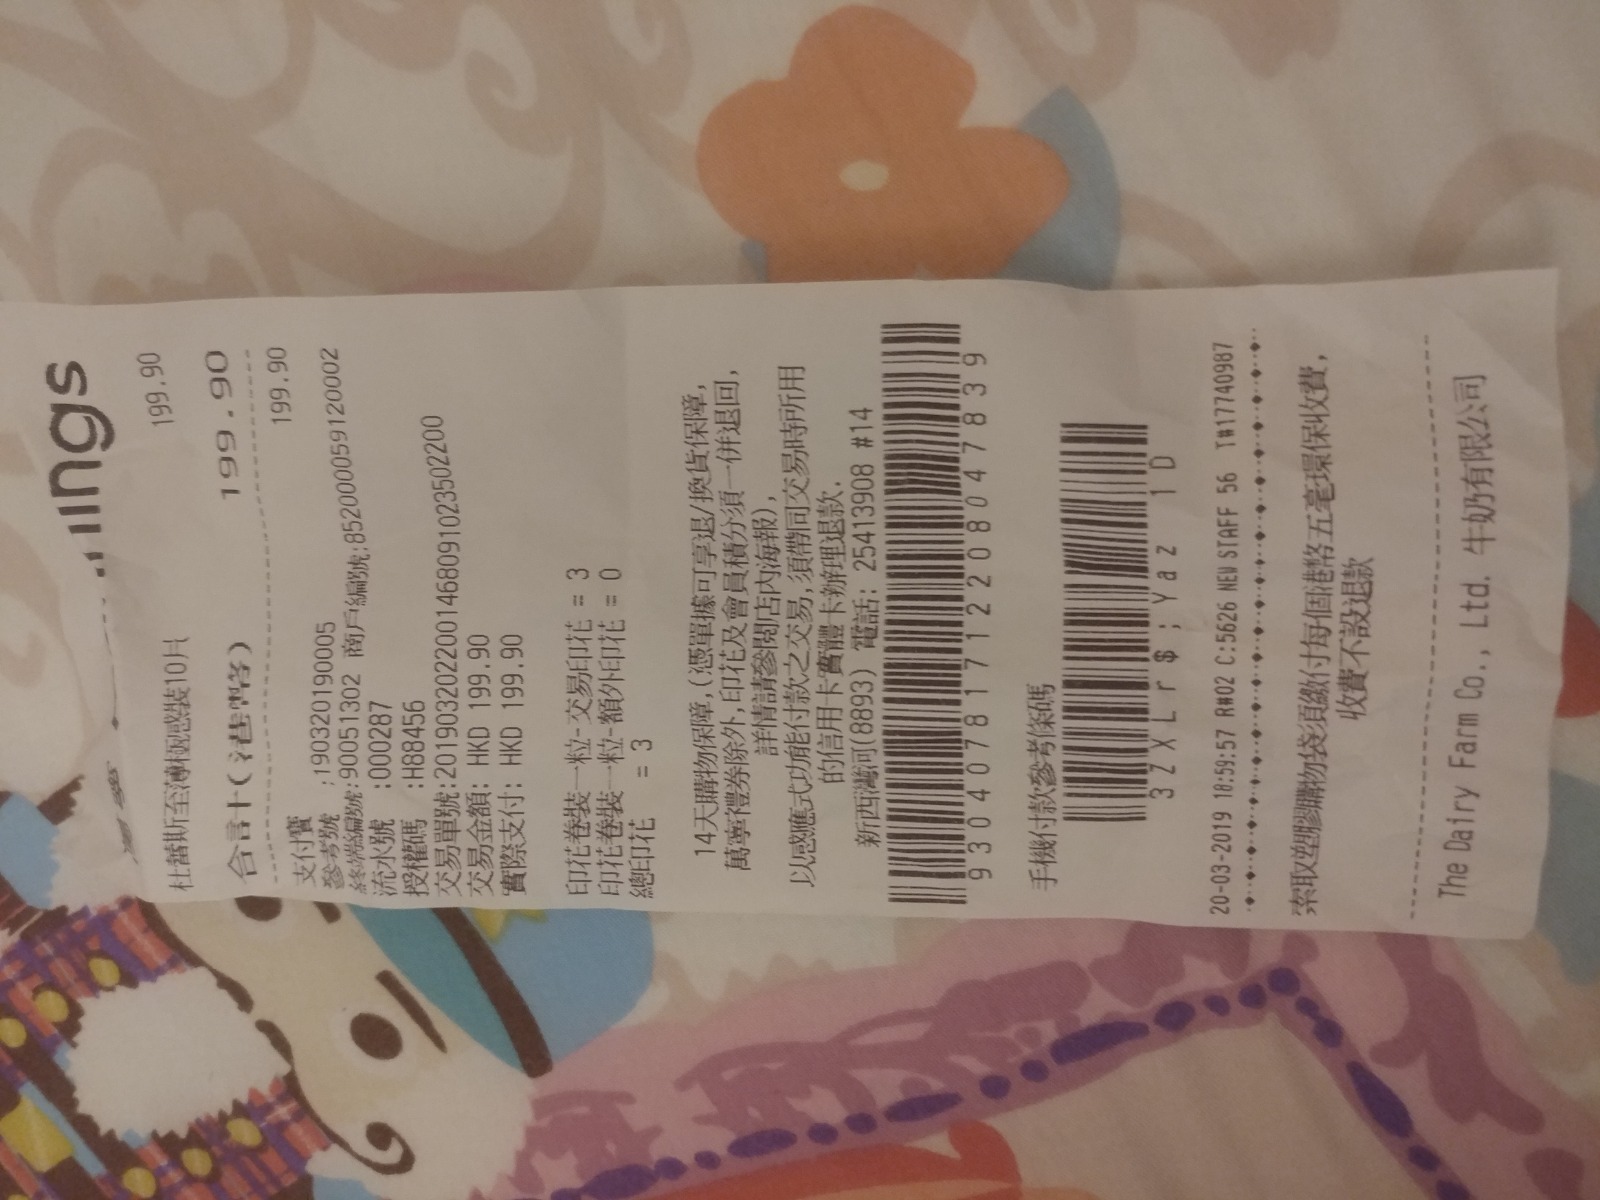 萬寧 nnings
杜蕾斯至薄極感裝10片 199.90
合計(港幣) 199.90
支付寶 199.90
參考號 :190320190005
終端編號:90051302 商戶編號:852000059120002
流水號 :000287
授權碼 :H88456
交易單號:2019032022001468091023502200
交易金額: HKD 199.90
實際支付: HKD 199.90
印花卷裝一粒-交易印花 = 3
印花卷裝一粒-額外印花 = 0
總印花 = 3
14天購物保障,(憑單據可享退/換貨保障,
萬寧禮券除外,印花及會員積分須一併退回,
詳情請參閱店內海報),
以感應式功能付款之交易,須帶同交易時所用
的信用卡實體卡辦理退款.
新西灣河(8893) 電話: 25413908 #14
93040781712208047839
手機付款參考條碼
3ZXLr$;Yaz 1D
20-03-2019 18:59:57 R#02 C:5626 NEW STAFF 56 T#17740987
索取塑膠購物袋須繳付每個港幣五毫環保收費,
收費不設退款
The Dairy Farm Co., Ltd. 牛奶有限公司